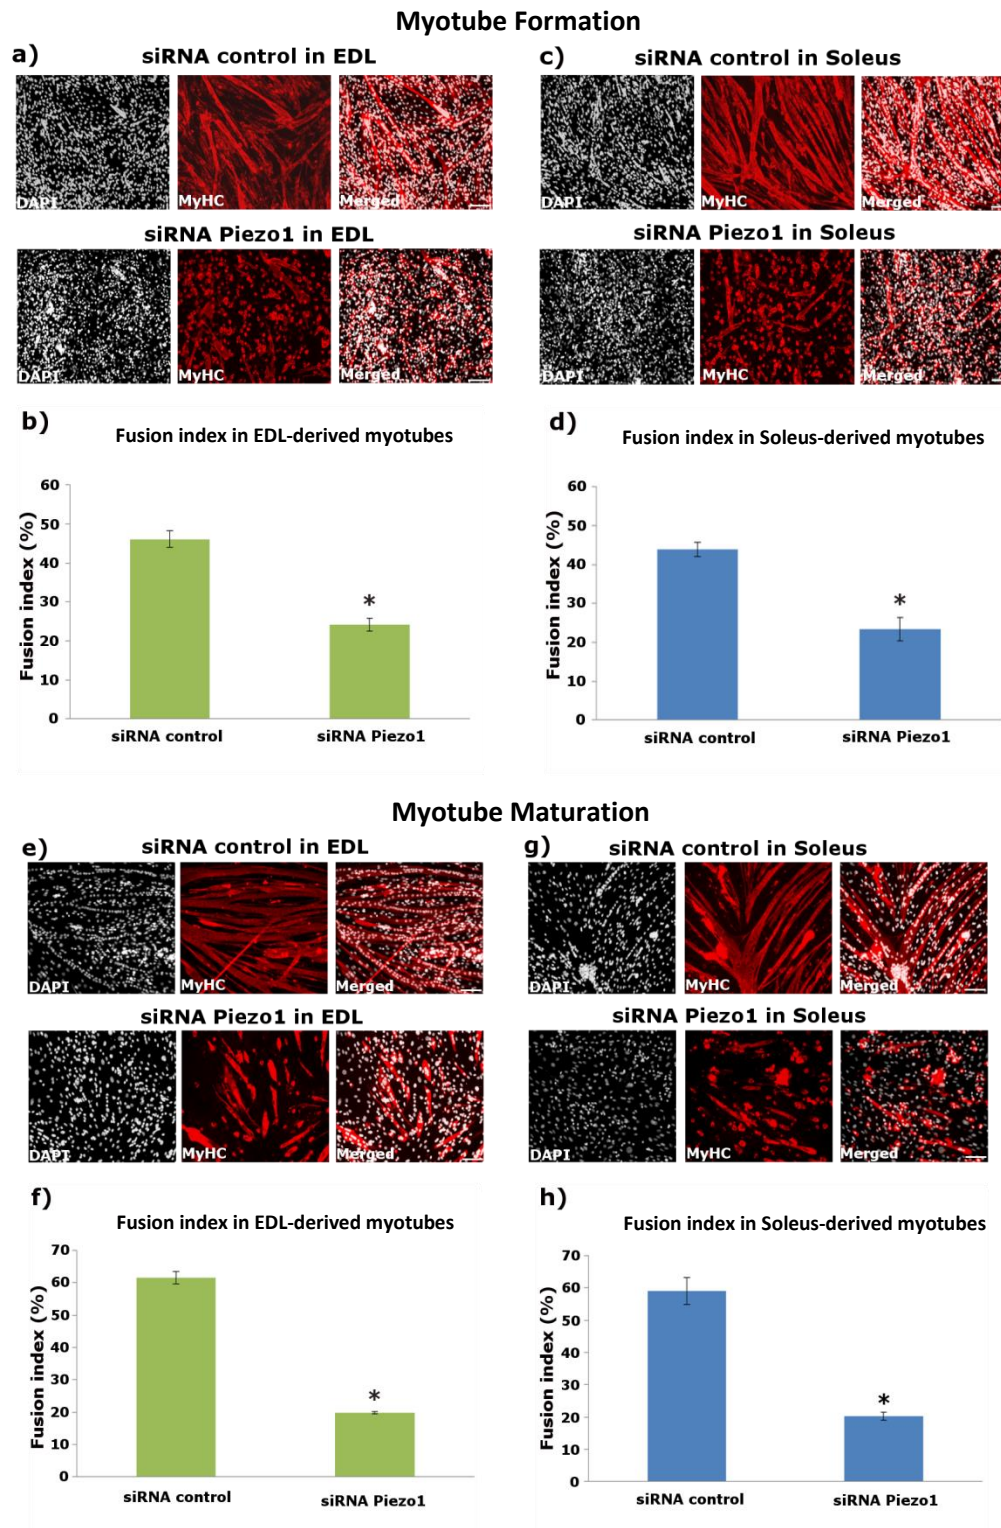 Myotube Formation
a)
siRNA control in EDL
DAPI
MyHC
Merged
siRNA Piezo1 in EDL
DAPI
MyHC
Merged
c)
siRNA control in Soleus
DAPI
MyHC
Merged
siRNA Piezo1 in Soleus
DAPI
MyHC
Merged
b)
Fusion index in EDL-derived myotubes
Fusion index (%)
60
50
40
30
20
10
0
*
siRNA control
siRNA Piezo1
d)
Fusion index in Soleus-derived myotubes
Fusion index (%)
60
50
40
30
20
10
0
*
siRNA control
siRNA Piezo1
Myotube Maturation
e)
siRNA control in EDL
DAPI
MyHC
Merged
siRNA Piezo1 in EDL
DAPI
MyHC
Merged
g)
siRNA control in Soleus
DAPI
MyHC
Merged
siRNA Piezo1 in Soleus
DAPI
MyHC
Merged
f)
Fusion index in EDL-derived myotubes
Fusion index (%)
70
60
50
40
30
20
10
0
*
siRNA control
siRNA Piezo1
h)
Fusion index in Soleus-derived myotubes
Fusion index (%)
70
60
50
40
30
20
10
0
*
siRNA control
siRNA Piezo1